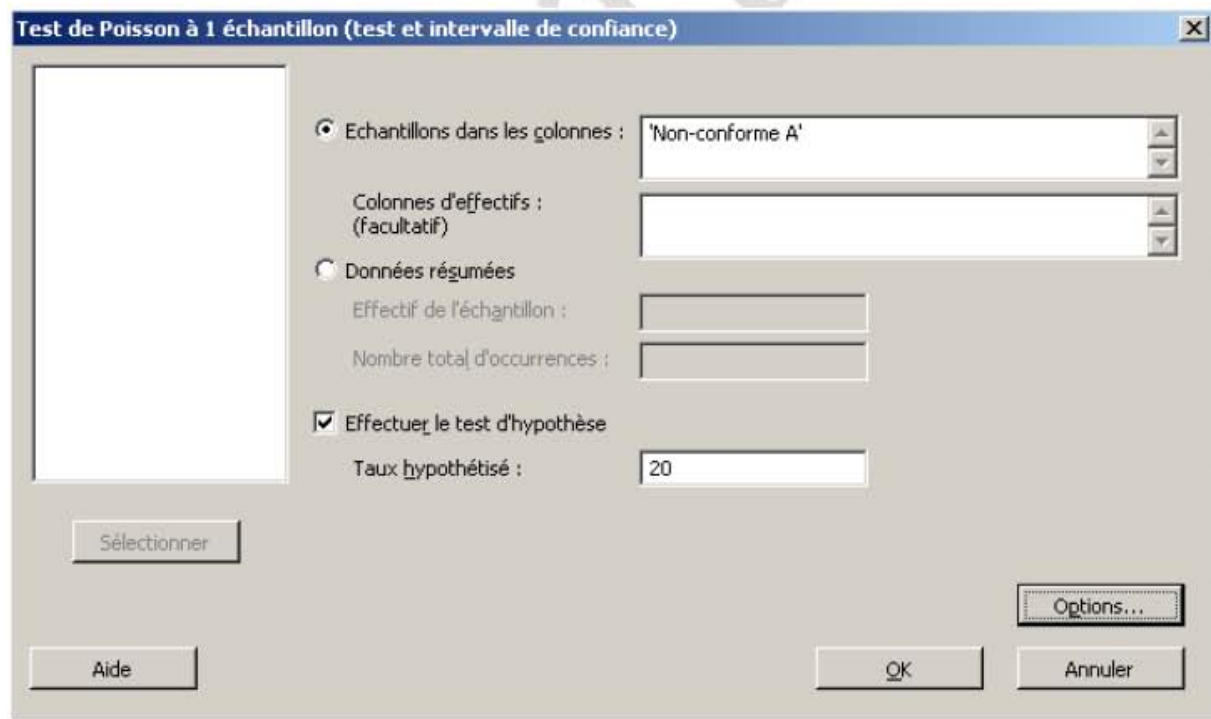 Test de Poisson à 1 échantillon (test et intervalle de confiance)
Echantillons dans les colonnes :
'Non-conforme A'
Colonnes d'effectifs :
(facultatif)
Données résumées
Effectif de l'échantillon :
Nombre total d'occurrences :
Effectuer le test d'hypothèse
Taux hypothétisé :
20
Sélectionner
Options...
Aide
OK
Annuler